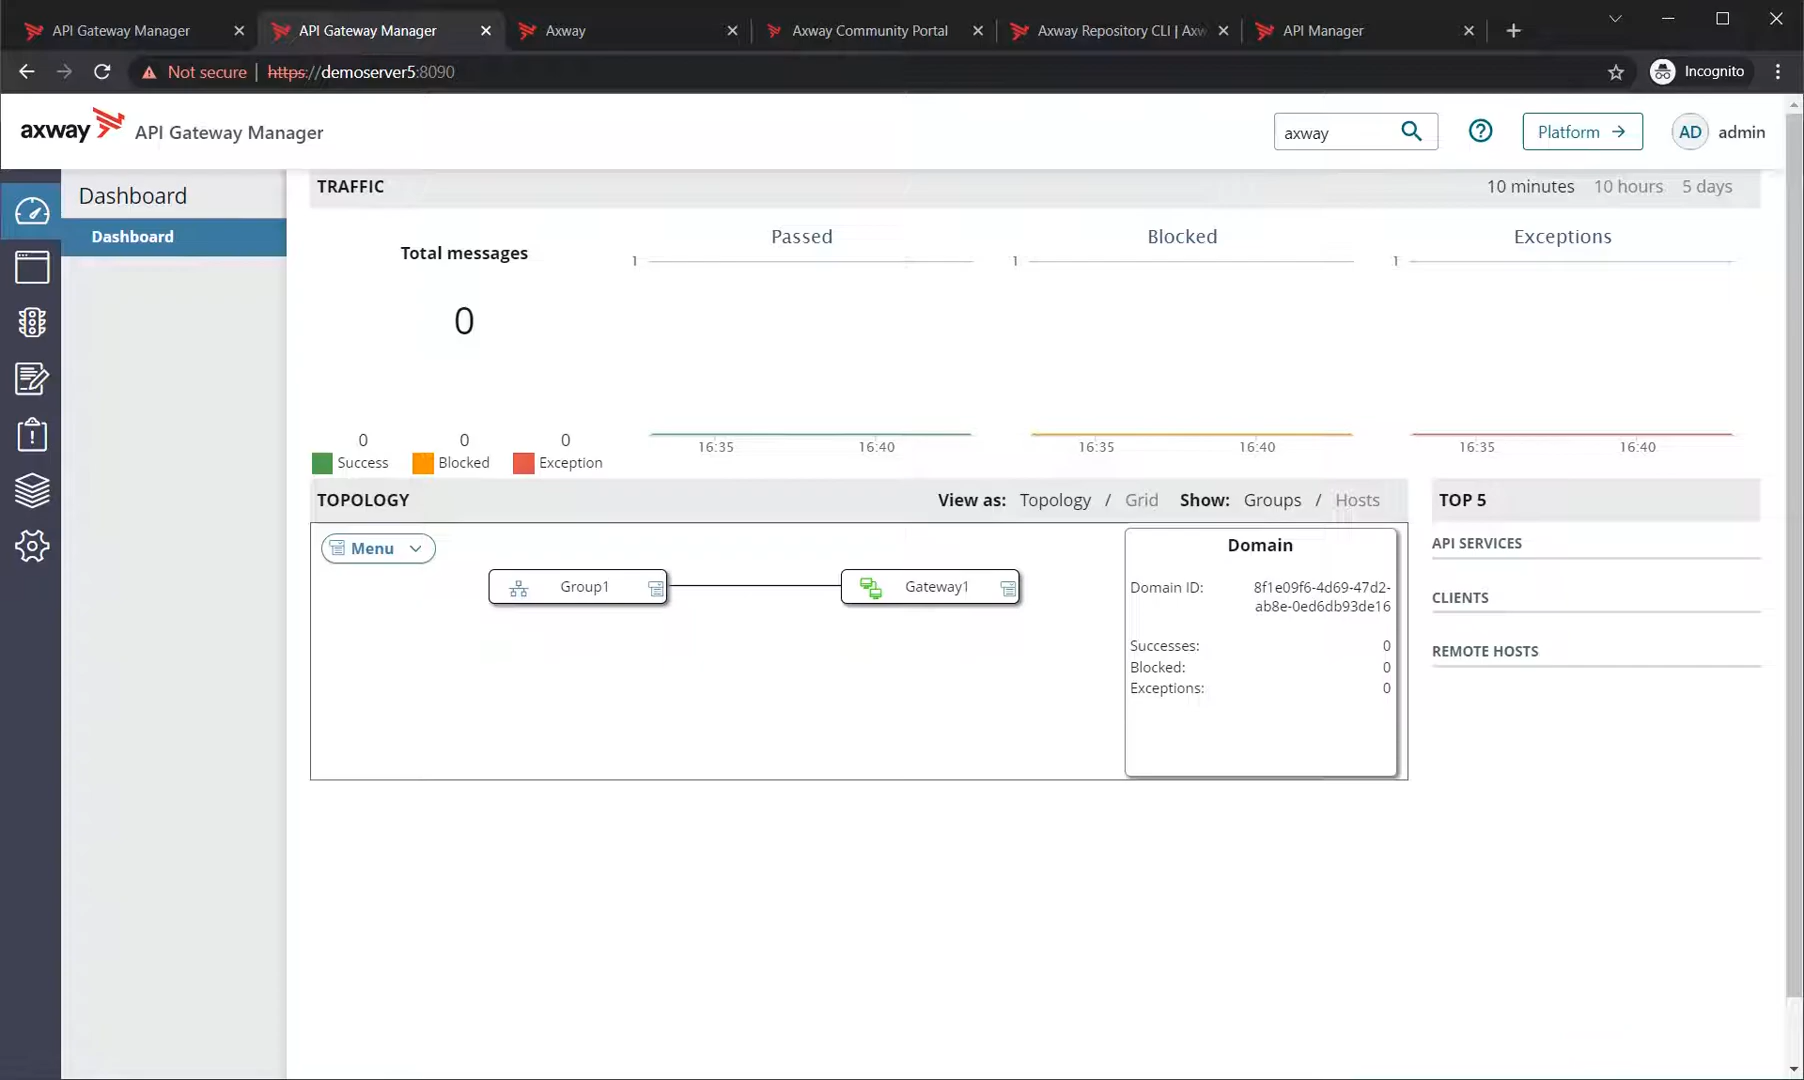 API Gateway Manager
API Gateway Manager
Axway
Axway Community Portal
Axway Repository CLI | Axw
API Manager
Not secure https://demoserver5:8090
Incognito
axway API Gateway Manager
axway
Platform
AD admin
Dashboard
Dashboard
TRAFFIC
10 minutes 10 hours 5 days
Total messages
0
0 0 0
Success Blocked Exception
Passed
1
16:35 16:40
Blocked
1
16:35 16:40
Exceptions
1
16:35 16:40
TOPOLOGY
View as: Topology / Grid Show: Groups / Hosts
Menu
Group1
Gateway1
Domain
Domain ID: 8f1e09f6-4d69-47d2-
ab8e-0ed6db93de16
Successes: 0
Blocked: 0
Exceptions: 0
TOP 5
API SERVICES
CLIENTS
REMOTE HOSTS